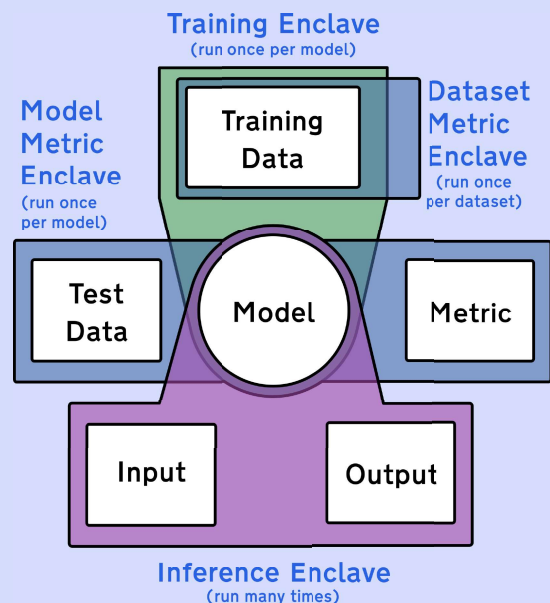 Training Enclave
(run once per model)
Model
Metric
Enclave
(run once
per model)
Dataset
Metric
Enclave
(run once
per dataset)
Training
Data
Test
Data
Model
Metric
Input
Output
Inference Enclave
(run many times)